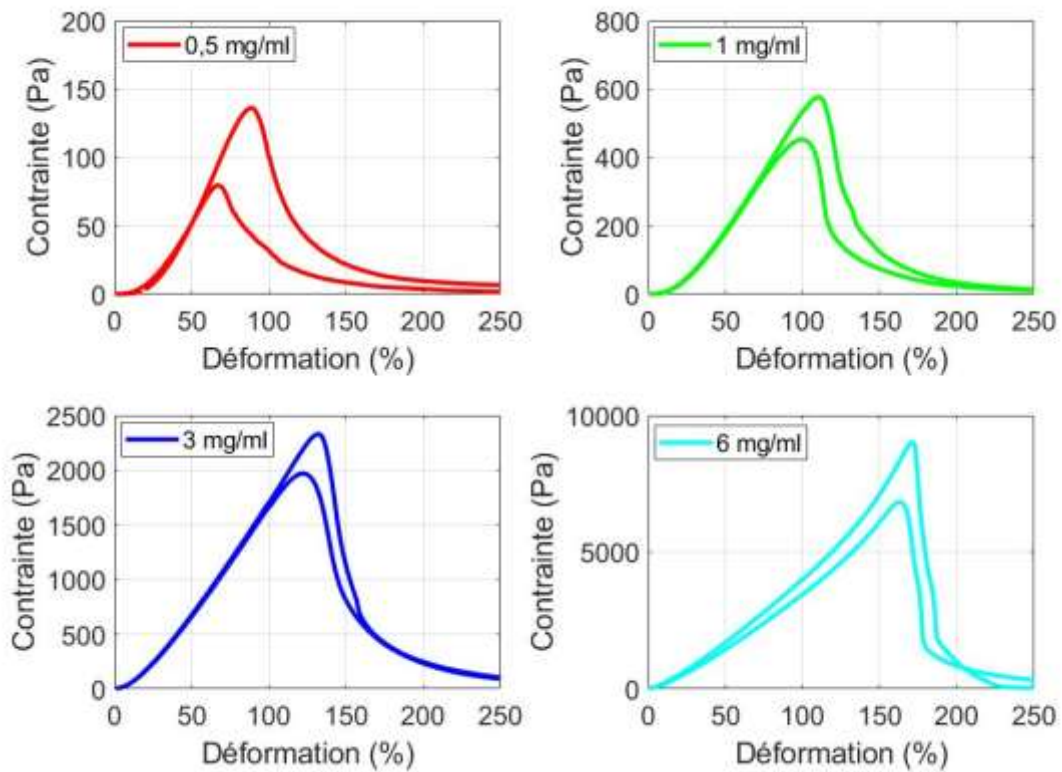 200
150
100
50
0
Contrainte (Pa)
0,5 mg/ml
0 50 100 150 200 250
Déformation (%)
800
600
400
200
0
Contrainte (Pa)
1 mg/ml
0 50 100 150 200 250
Déformation (%)
2500
2000
1500
1000
500
0
Contrainte (Pa)
3 mg/ml
0 50 100 150 200 250
Déformation (%)
10000
5000
0
Contrainte (Pa)
6 mg/ml
0 50 100 150 200 250
Déformation (%)